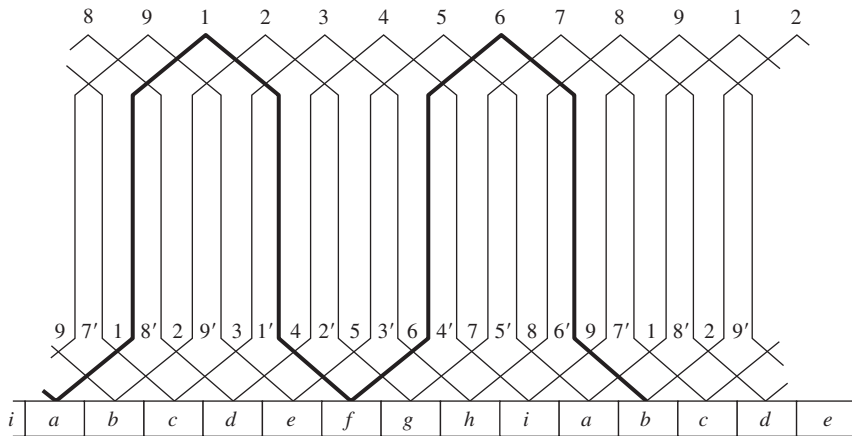 8 9 1 2 3 4 5 6 7 8 9 1 2
9 7′ 1 8′ 2 9′ 3 1′ 4 2′ 5 3′ 6 4′ 7 5′ 8 6′ 9 7′ 1 8′ 2 9′
i a b c d e f g h i a b c d e